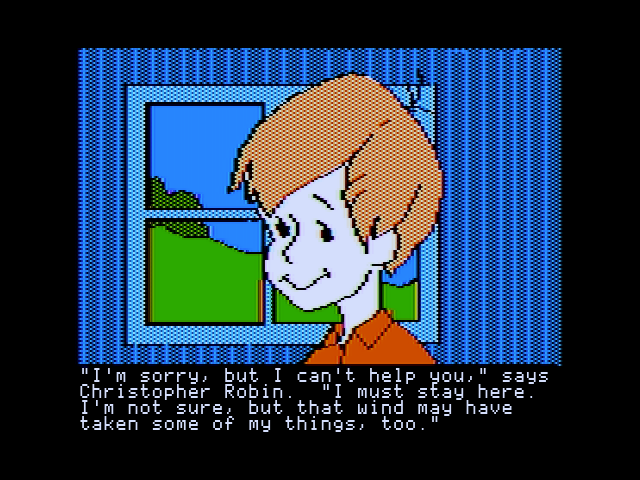 "I'm sorry, but I can't help you," says
Christopher Robin.  "I must stay here.
I'm not sure, but that wind may have
taken some of my things, too."